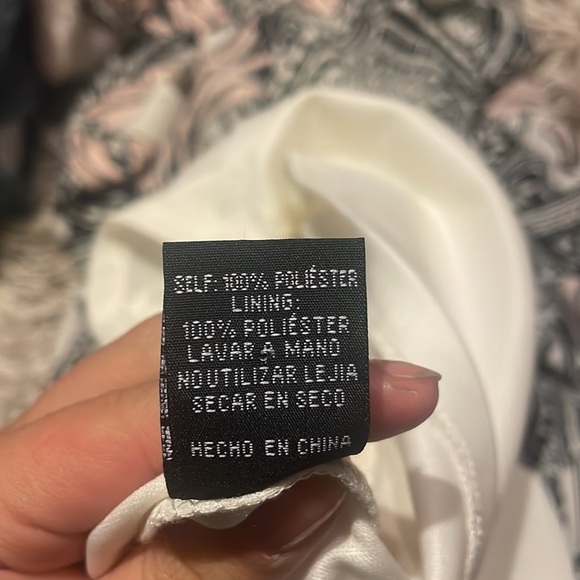 SELF: 100% POLIÉSTER
LINING:
100% POLIÉSTER
LAVAR A MANO
NO UTILIZAR LEJIA
SECAR EN SECO
HECHO EN CHINA